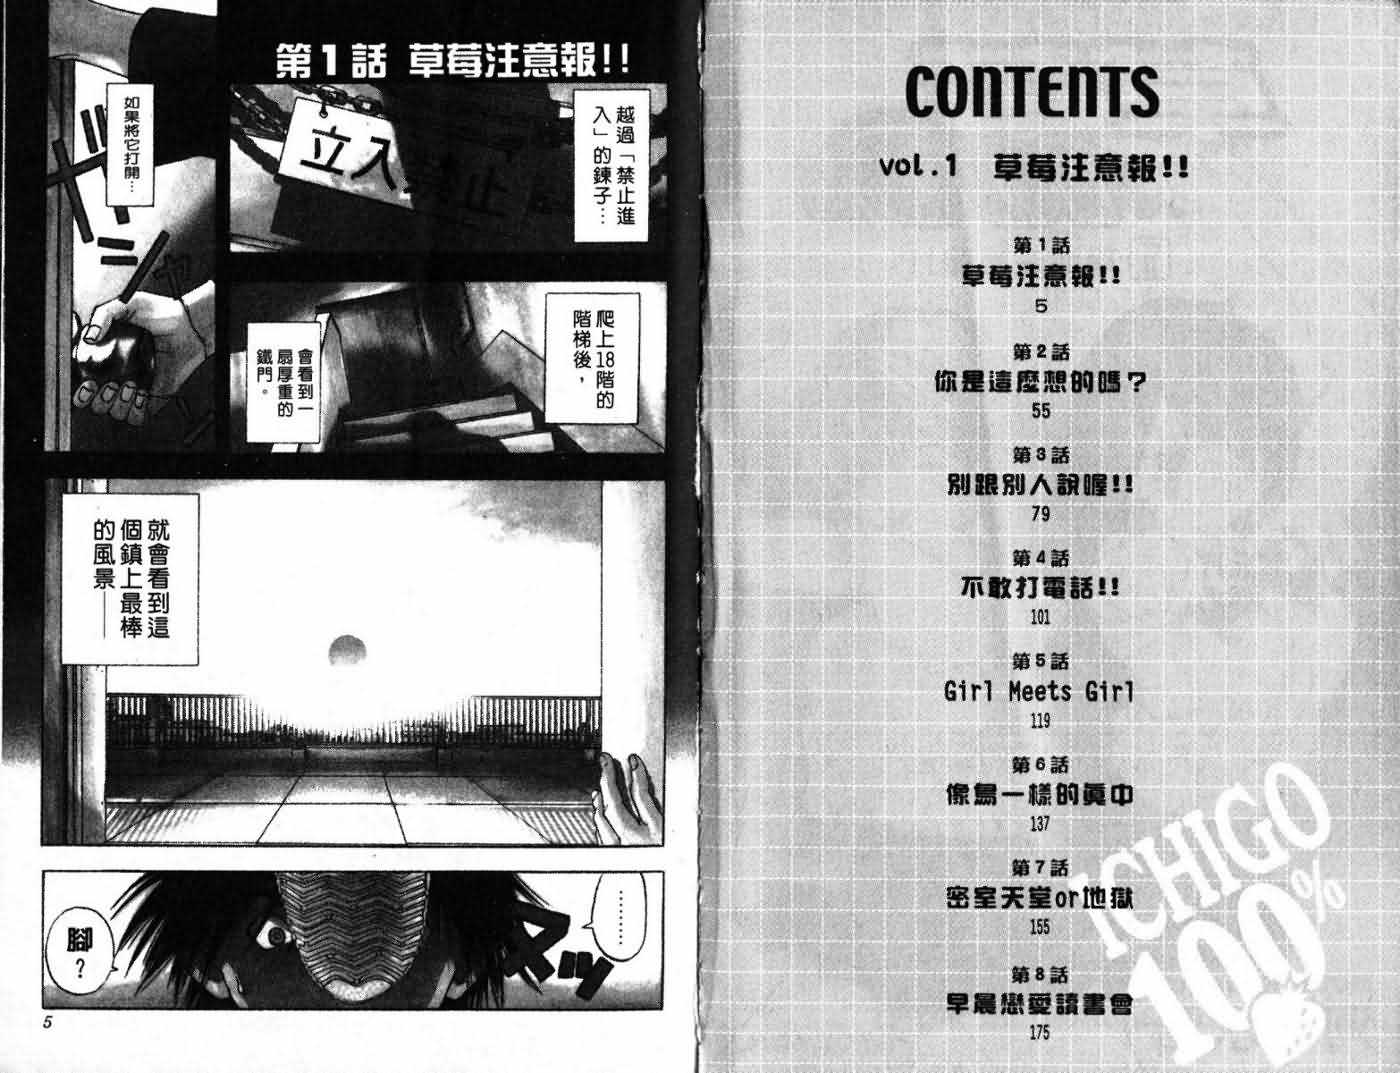 CONTENTS
vol.1 草莓注意報!!
第1話
草莓注意報!!
5
第2話
你是這麼想的嗎？
55
第3話
別跟別人說喔!!
79
第4話
不敢打電話!!
101
第5話
Girl Meets Girl
119
第6話
像鳥一樣的真中
137
第7話
密室天堂or地獄
155
第8話
早晨戀愛讀書會
175
ICHIGO
100%
第1話 草莓注意報!!
越過「禁止進
入」的鍊子…
立入禁止
爬上18階的
階梯後，
會看到一
扇厚重的
鐵門。
如果將它打開…
ガシャ
就會看到這
個鎮上最棒
的風景——
………
ヌッ
腳？
5